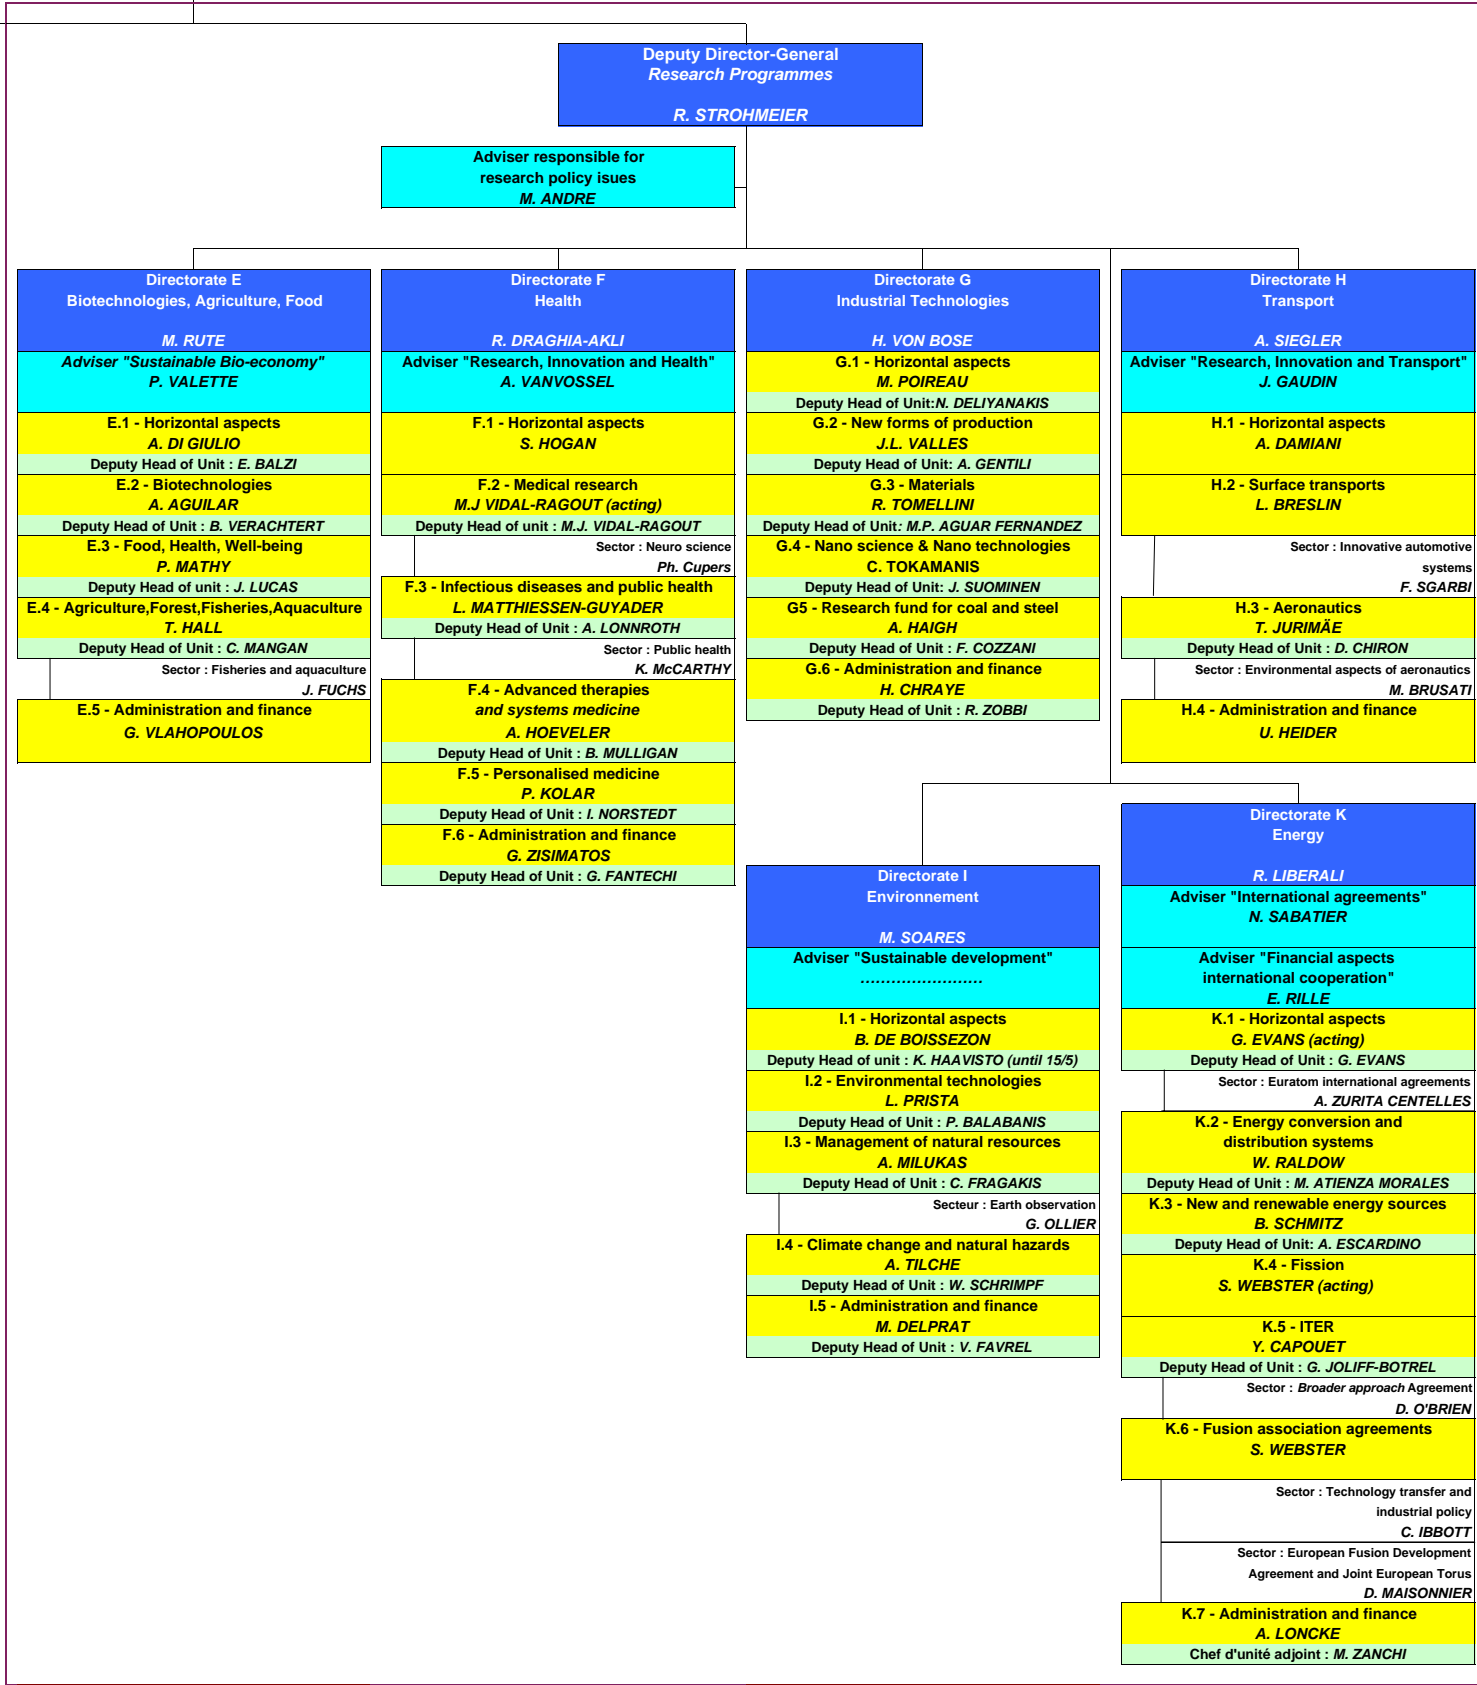 Deputy Director-General
Research Programmes
R. STROHMEIER
Adviser responsible for
research policy isues
M. ANDRE
Directorate E
Biotechnologies, Agriculture, Food
M. RUTE
Adviser "Sustainable Bio-economy"
P. VALETTE
E.1 - Horizontal aspects
A. DI GIULIO
Deputy Head of Unit : E. BALZI
E.2 - Biotechnologies
A. AGUILAR
Deputy Head of Unit : B. VERACHTERT
E.3 - Food, Health, Well-being
P. MATHY
Deputy Head of unit : J. LUCAS
E.4 - Agriculture,Forest,Fisheries,Aquaculture
T. HALL
Deputy Head of Unit : C. MANGAN
Sector : Fisheries and aquaculture
J. FUCHS
E.5 - Administration and finance
G. VLAHOPOULOS
Directorate F
Health
R. DRAGHIA-AKLI
Adviser "Research, Innovation and Health"
A. VANVOSSEL
F.1 - Horizontal aspects
S. HOGAN
F.2 - Medical research
M.J VIDAL-RAGOUT (acting)
Deputy Head of unit : M.J. VIDAL-RAGOUT
Sector : Neuro science
Ph. Cupers
F.3 - Infectious diseases and public health
L. MATTHIESSEN-GUYADER
Deputy Head of Unit : A. LONNROTH
Sector : Public health
K. McCARTHY
F.4 - Advanced therapies
and systems medicine
A. HOEVELER
Deputy Head of Unit : B. MULLIGAN
F.5 - Personalised medicine
P. KOLAR
Deputy Head of Unit : I. NORSTEDT
F.6 - Administration and finance
G. ZISIMATOS
Deputy Head of Unit : G. FANTECHI
Directorate G
Industrial Technologies
H. VON BOSE
G.1 - Horizontal aspects
M. POIREAU
Deputy Head of Unit:N. DELIYANAKIS
G.2 - New forms of production
J.L. VALLES
Deputy Head of Unit: A. GENTILI
G.3 - Materials
R. TOMELLINI
Deputy Head of Unit: M.P. AGUAR FERNANDEZ
G.4 - Nano science & Nano technologies
C. TOKAMANIS
Deputy Head of Unit: J. SUOMINEN
G5 - Research fund for coal and steel
A. HAIGH
Deputy Head of Unit : F. COZZANI
G.6 - Administration and finance
H. CHRAYE
Deputy Head of Unit : R. ZOBBI
Directorate H
Transport
A. SIEGLER
Adviser "Research, Innovation and Transport"
J. GAUDIN
H.1 - Horizontal aspects
A. DAMIANI
H.2 - Surface transports
L. BRESLIN
Sector : Innovative automotive
systems
F. SGARBI
H.3 - Aeronautics
T. JURIMÄE
Deputy Head of Unit : D. CHIRON
Sector : Environmental aspects of aeronautics
M. BRUSATI
H.4 - Administration and finance
U. HEIDER
Directorate I
Environnement
M. SOARES
Adviser "Sustainable development"
........................
I.1 - Horizontal aspects
B. DE BOISSEZON
Deputy Head of unit : K. HAAVISTO (until 15/5)
I.2 - Environmental technologies
L. PRISTA
Deputy Head of Unit : P. BALABANIS
I.3 - Management of natural resources
A. MILUKAS
Deputy Head of Unit : C. FRAGAKIS
Secteur : Earth observation
G. OLLIER
I.4 - Climate change and natural hazards
A. TILCHE
Deputy Head of Unit : W. SCHRIMPF
I.5 - Administration and finance
M. DELPRAT
Deputy Head of Unit : V. FAVREL
Directorate K
Energy
R. LIBERALI
Adviser "International agreements"
N. SABATIER
Adviser "Financial aspects
international cooperation"
E. RILLE
K.1 - Horizontal aspects
G. EVANS (acting)
Deputy Head of Unit : G. EVANS
Sector : Euratom international agreements
A. ZURITA CENTELLES
K.2 - Energy conversion and
distribution systems
W. RALDOW
Deputy Head of Unit : M. ATIENZA MORALES
K.3 - New and renewable energy sources
B. SCHMITZ
Deputy Head of Unit: A. ESCARDINO
K.4 - Fission
S. WEBSTER (acting)
K.5 - ITER
Y. CAPOUET
Deputy Head of Unit : G. JOLIFF-BOTREL
Sector : Broader approach Agreement
D. O'BRIEN
K.6 - Fusion association agreements
S. WEBSTER
Sector : Technology transfer and
industrial policy
C. IBBOTT
Sector : European Fusion Development
Agreement and Joint European Torus
D. MAISONNIER
K.7 - Administration and finance
A. LONCKE
Chef d'unité adjoint : M. ZANCHI